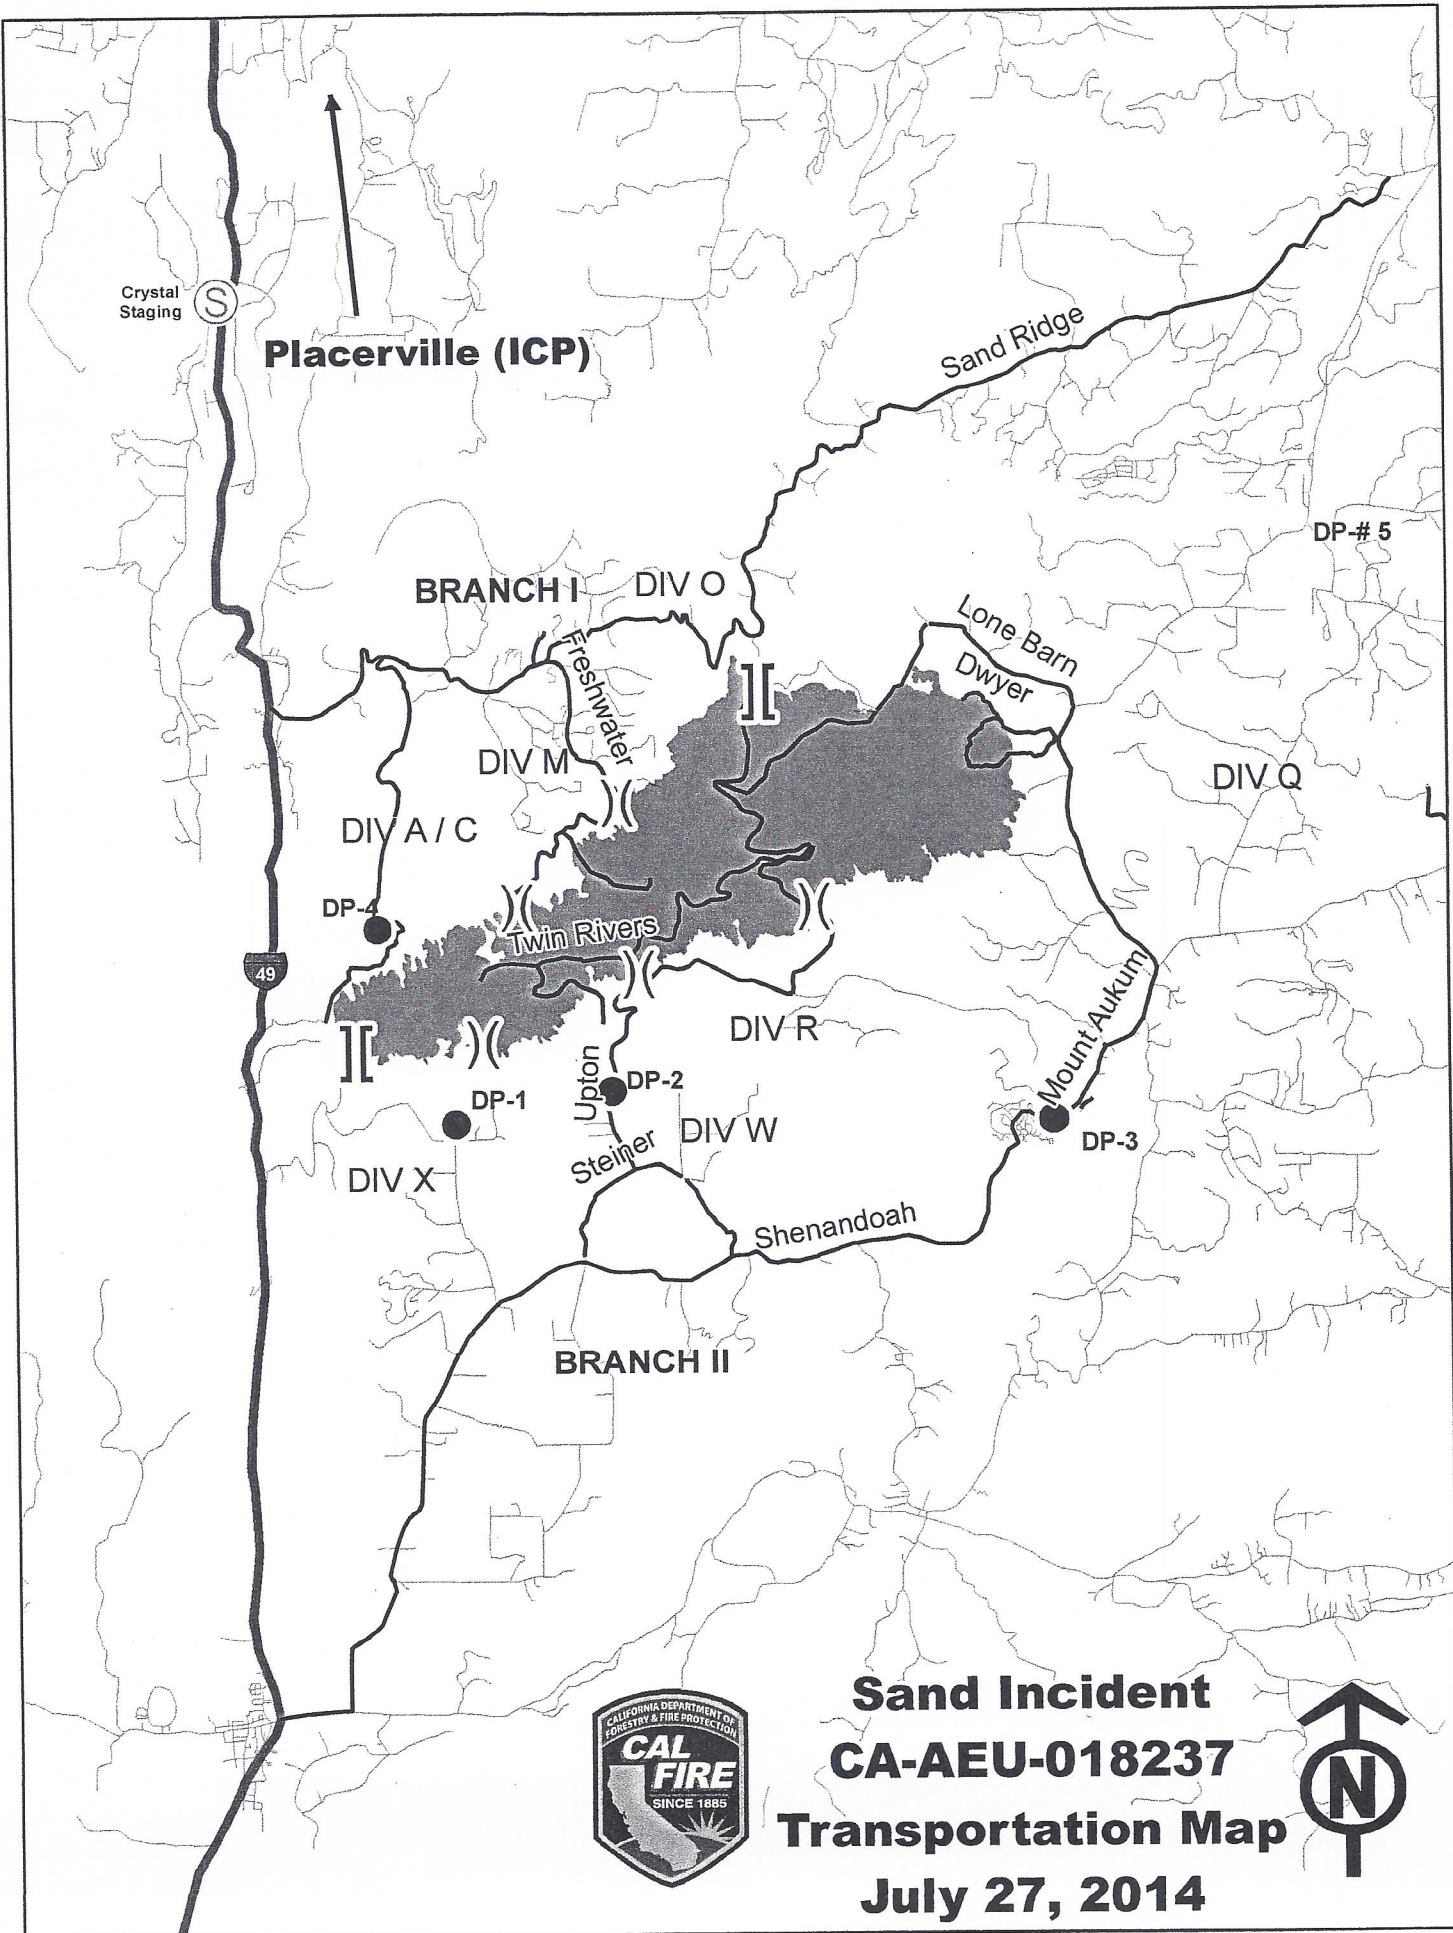 Crystal
Staging
S
Placerville (ICP)
Sand Ridge
DP-# 5
BRANCH I
DIV O
Freshwater
Lone Barn
Dwyer
][
DIV M
DIV Q
)(
DIV A / C
DP-4
)(
)(
Twin Rivers
49
)(
Mount Aukum
DIV R
][
)(
Upton
DP-2
DP-1
DIV W
Steiner
DP-3
DIV X
Shenandoah
BRANCH II
Sand Incident
CA-AEU-018237
Transportation Map
July 27, 2014
CALIFORNIA DEPARTMENT OF
FORESTRY & FIRE PROTECTION
CAL
FIRE
SINCE 1885
N